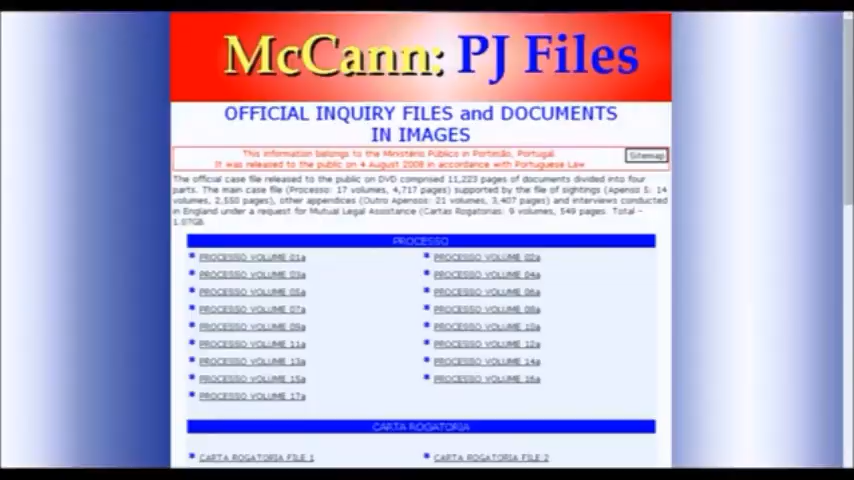 McCann: PJ Files
OFFICIAL INQUIRY FILES and DOCUMENTS
IN IMAGES
This information belongs to the Ministério Público in Portimão, Portugal.
It was released to the public on 4 August 2008 in accordance with Portuguese Law
Sitemap
The official case file released to the public on DVD comprised 11,223 pages of documents divided into four
parts. The main case file (Processo: 17 volumes, 4,717 pages) supported by the file of sightings (Apenso 5: 14
volumes, 2,550 pages), other appendices (Outro Apensos: 21 volumes, 3,407 pages) and interviews conducted
in England under a request for Mutual Legal Assistance (Cartas Rogatorias: 9 volumes, 549 pages. Total ~
1.07GB.
PROCESSO
PROCESSO VOLUME 01a
PROCESSO VOLUME 02a
PROCESSO VOLUME 03a
PROCESSO VOLUME 04a
PROCESSO VOLUME 05a
PROCESSO VOLUME 06a
PROCESSO VOLUME 07a
PROCESSO VOLUME 08a
PROCESSO VOLUME 09a
PROCESSO VOLUME 10a
PROCESSO VOLUME 11a
PROCESSO VOLUME 12a
PROCESSO VOLUME 13a
PROCESSO VOLUME 14a
PROCESSO VOLUME 15a
PROCESSO VOLUME 16a
PROCESSO VOLUME 17a
CARTA ROGATORIA
CARTA ROGATORIA FILE 1
CARTA ROGATORIA FILE 2